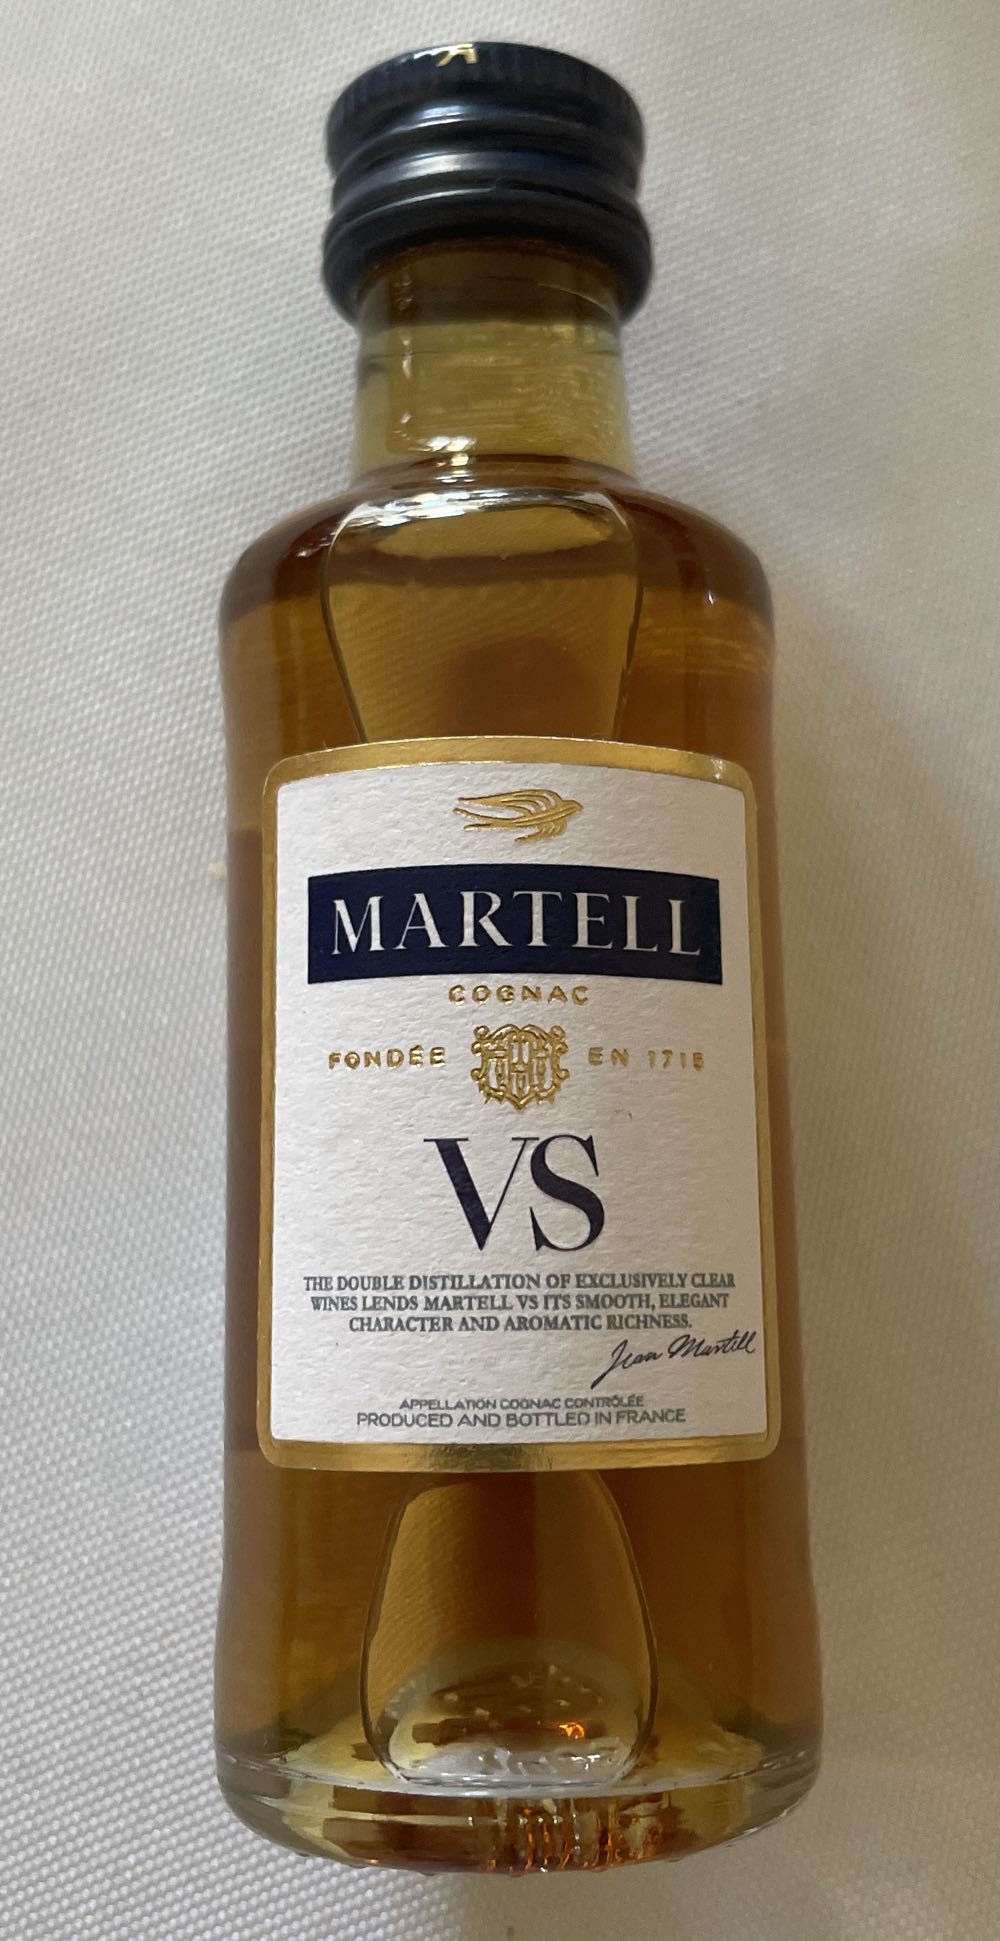 MARTELL
COGNAC
FONDÉE EN 1715
VS
THE DOUBLE DISTILLATION OF EXCLUSIVELY CLEAR
WINES LENDS MARTELL VS ITS SMOOTH, ELEGANT
CHARACTER AND AROMATIC RICHNESS.
Jean Martell
APPELLATION COGNAC CONTRÔLÉE
PRODUCED AND BOTTLED IN FRANCE